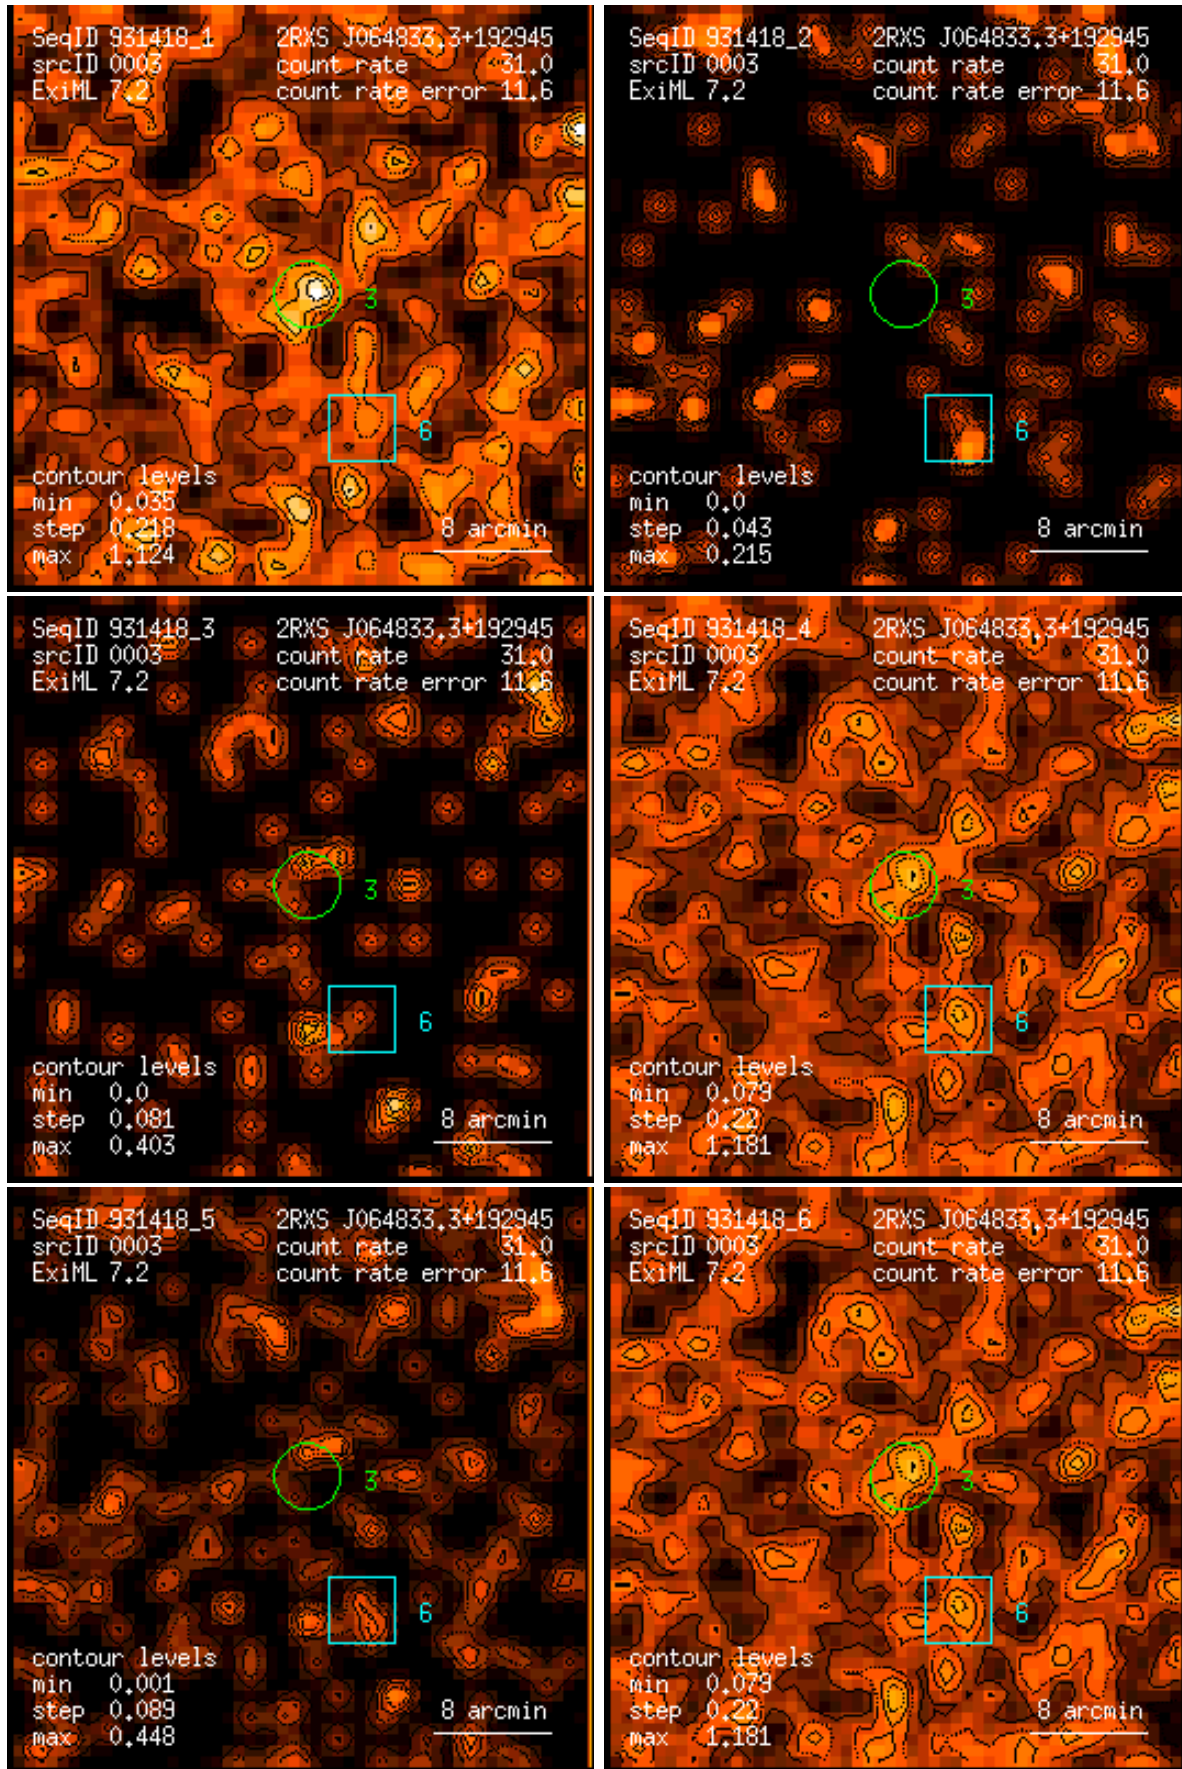 SeqID 931418_1 2RXS J064833.3+192945
srcID 0003 count rate 31.0
ExiML 7.2 count rate error 11.6
3
6
contour levels
min 0.035
step 0.218 8 arcmin
max 1.124
SeqID 931418_2 2RXS J064833.3+192945
srcID 0003 count rate 31.0
ExiML 7.2 count rate error 11.6
3
6
contour levels
min 0.0
step 0.043 8 arcmin
max 0.215
SeqID 931418_3 2RXS J064833.3+192945
srcID 0003 count rate 31.0
ExiML 7.2 count rate error 11.6
3
6
contour levels
min 0.0
step 0.081 8 arcmin
max 0.403
SeqID 931418_4 2RXS J064833.3+192945
srcID 0003 count rate 31.0
ExiML 7.2 count rate error 11.6
3
6
contour levels
min 0.079
step 0.22 8 arcmin
max 1.181
SeqID 931418_5 2RXS J064833.3+192945
srcID 0003 count rate 31.0
ExiML 7.2 count rate error 11.6
3
6
contour levels
min 0.001
step 0.089 8 arcmin
max 0.448
SeqID 931418_6 2RXS J064833.3+192945
srcID 0003 count rate 31.0
ExiML 7.2 count rate error 11.6
3
6
contour levels
min 0.079
step 0.22 8 arcmin
max 1.181